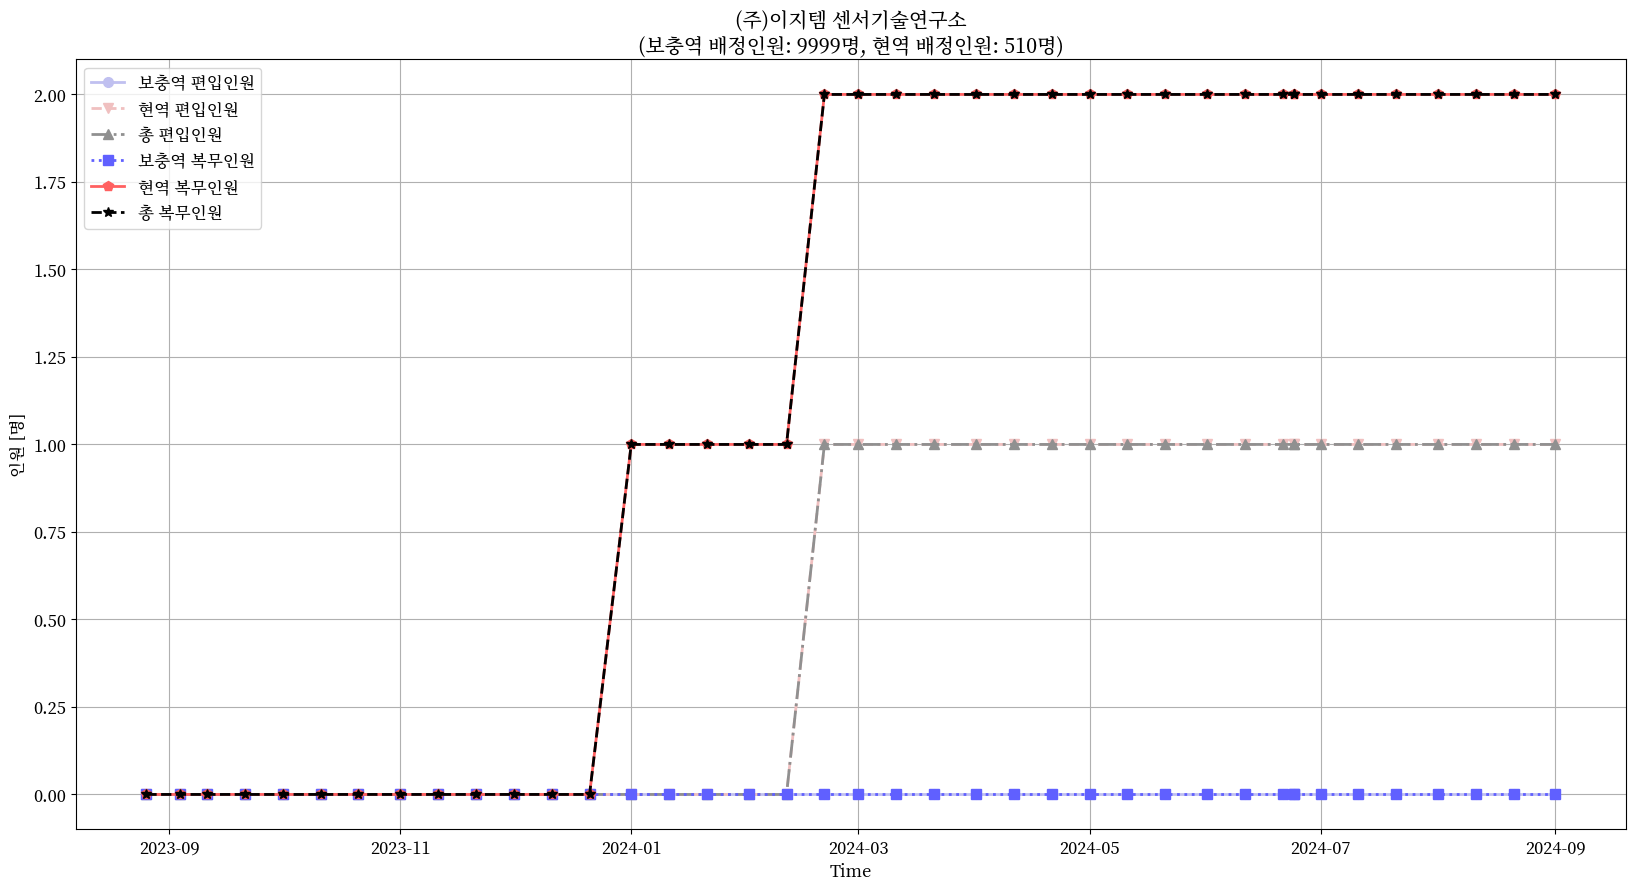 (주)이지템 센서기술연구소
(보충역 배정인원: 9999명, 현역 배정인원: 510명)
보충역 편입인원
현역 편입인원
총 편입인원
보충역 복무인원
현역 복무인원
총 복무인원
2.00
1.75
1.50
1.25
1.00
0.75
0.50
0.25
0.00
인원 [명]
2023-09
2023-11
2024-01
2024-03
2024-05
2024-07
2024-09
Time